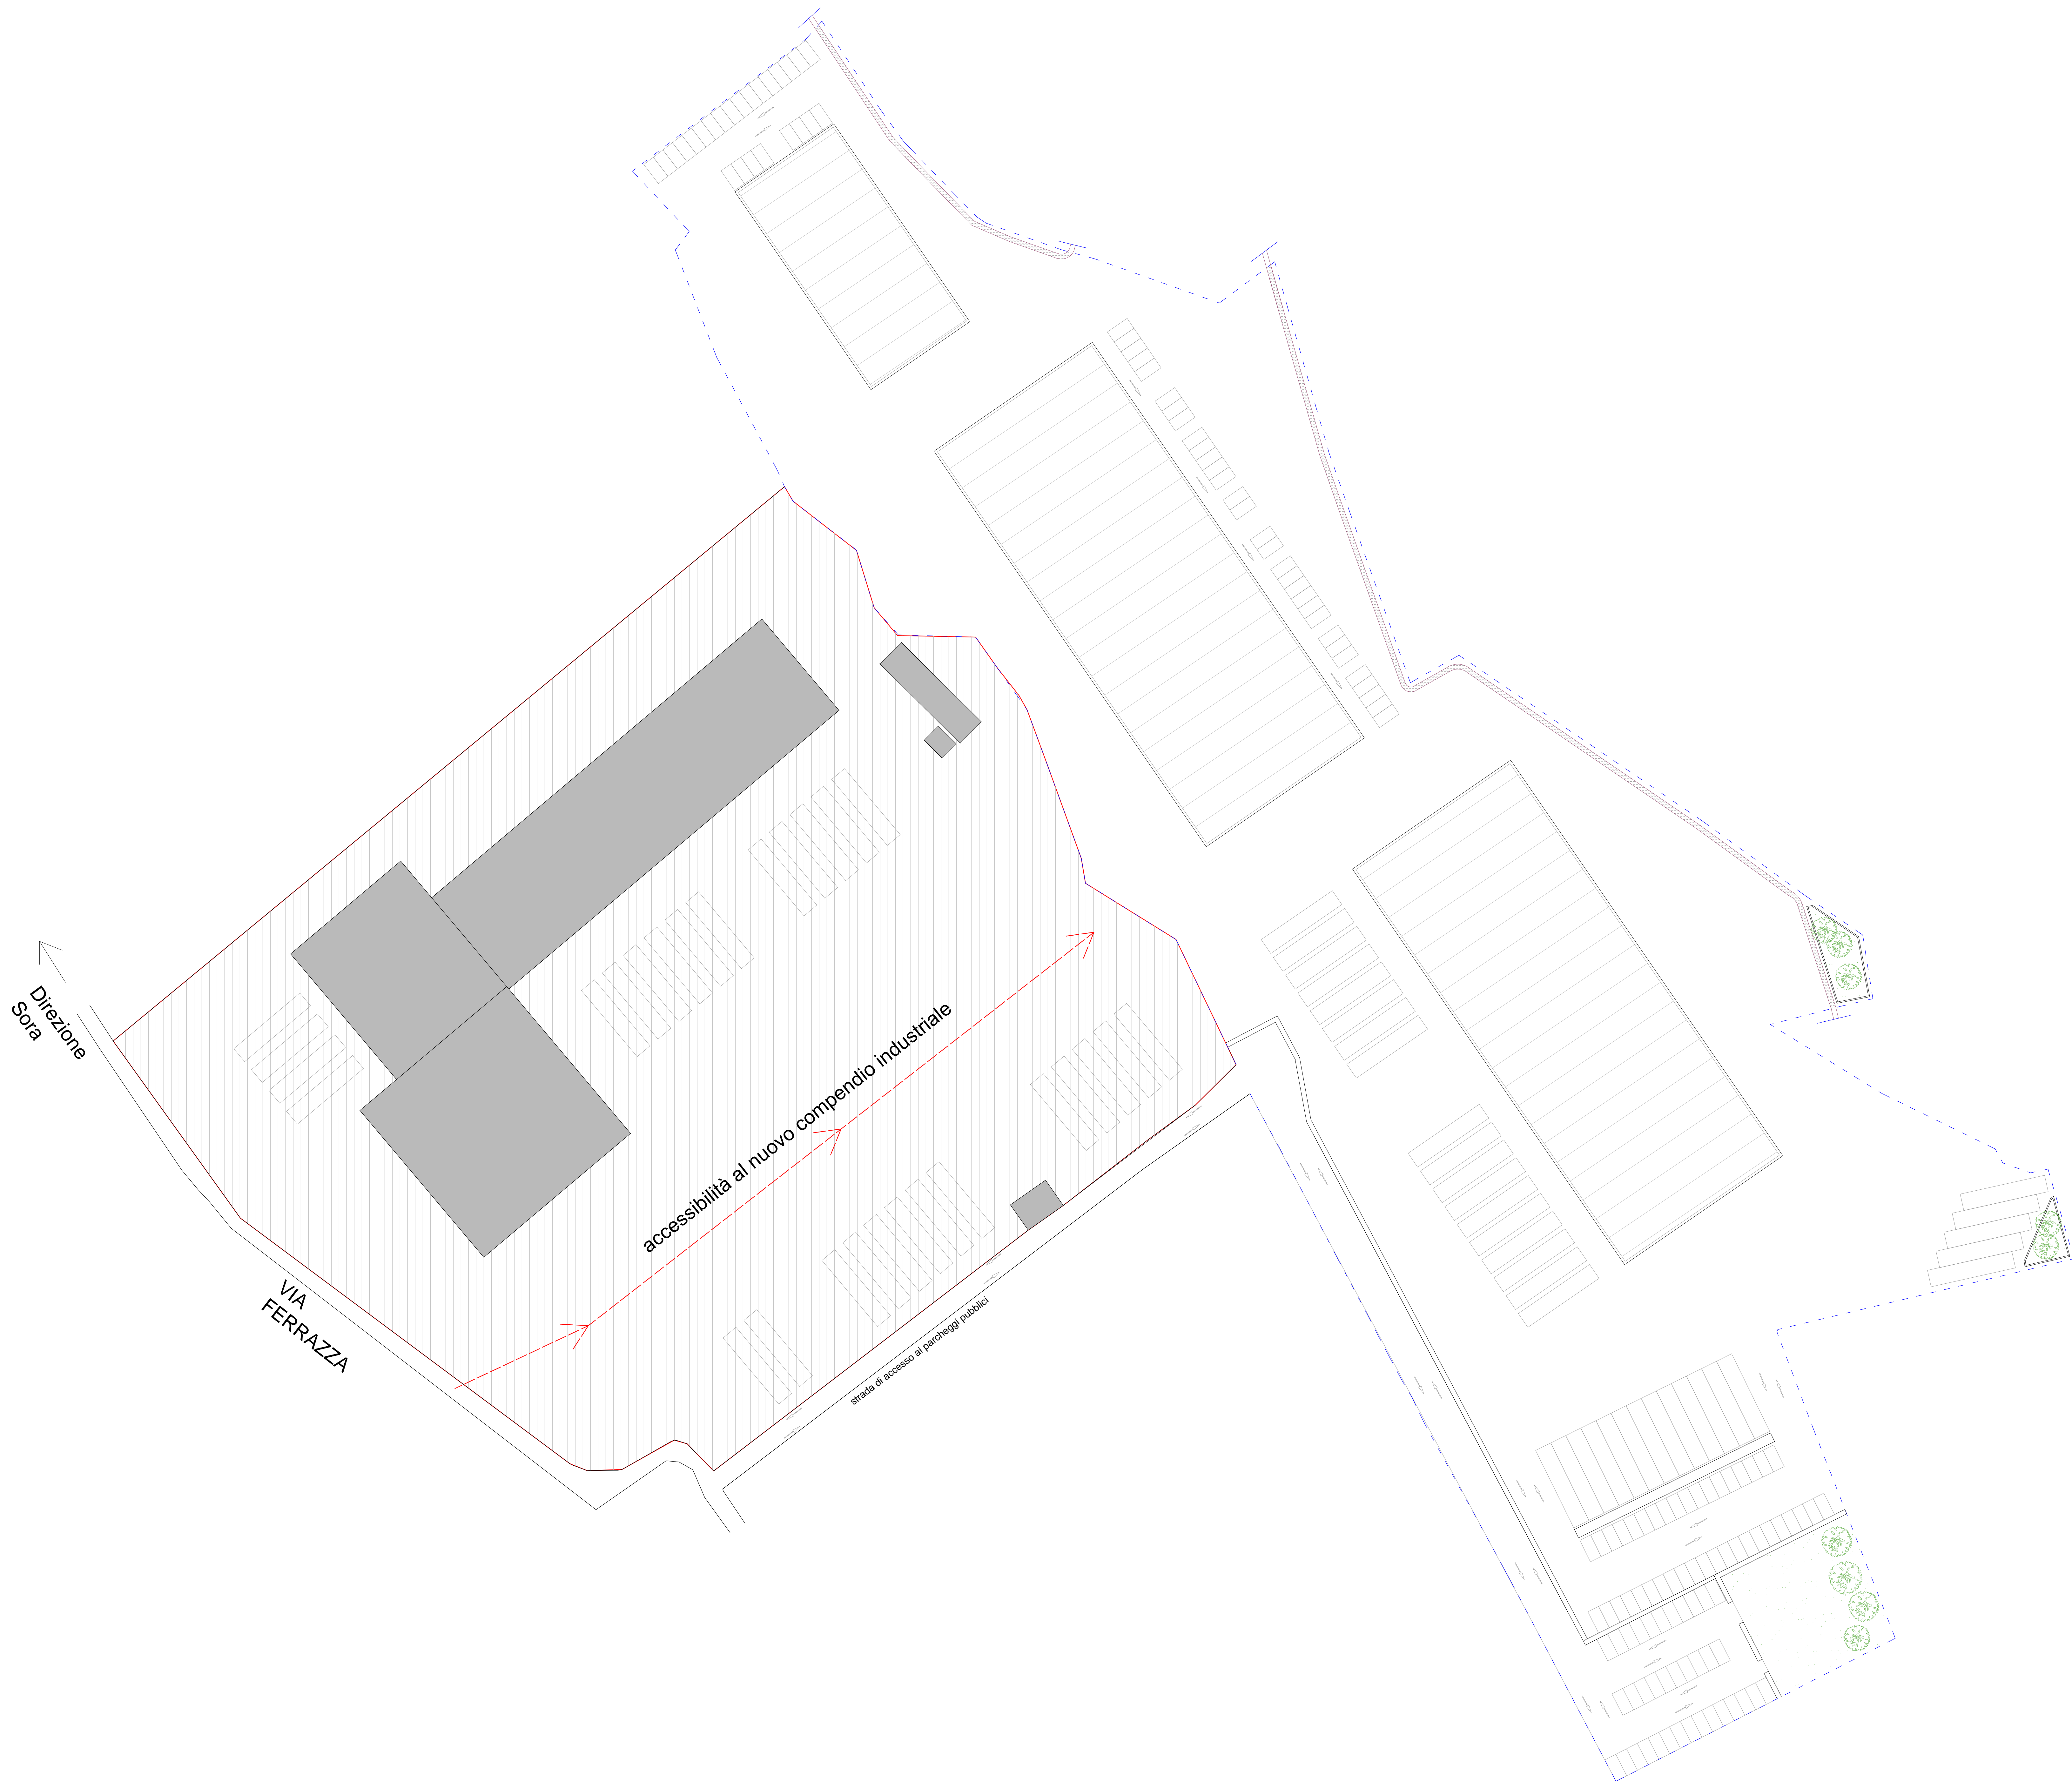 Direzione
Sora
accessibilità al nuovo compendio industriale
VIA
FERRAZZA
strada di accesso ai parcheggi pubblici